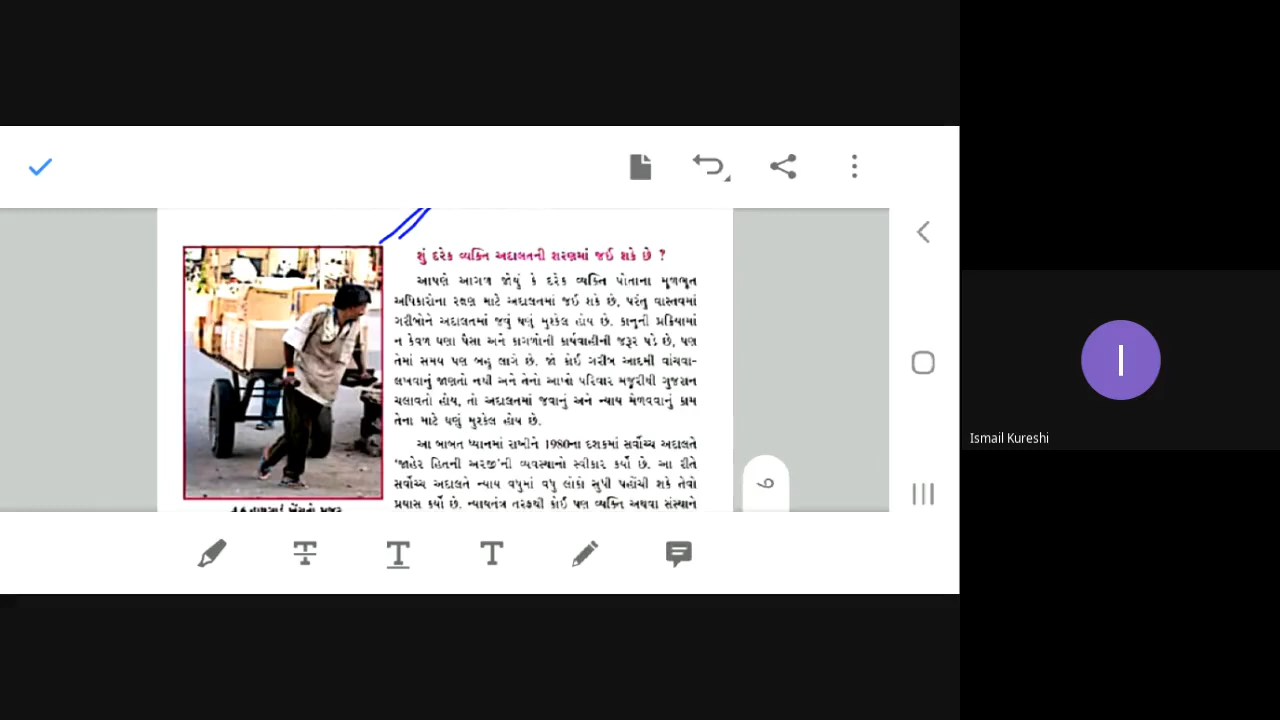 શું દરેક વ્યક્તિ અદાલતની શરણમાં જઈ શકે છે ?
આપણે આગળ જોયું કે દરેક વ્યક્તિ પોતાના મૂળભૂત
અધિકારોના રક્ષણ માટે અદાલતમાં જઈ શકે છે, પરંતુ વાસ્તવમાં
ગરીબોને અદાલતમાં જવું ઘણું મુશ્કેલ હોય છે. કાનૂની પ્રક્રિયામાં
ન કેવળ ઘણા પૈસા અને કાગળોની કાર્યવાહીની જરૂર પડે છે, પણ
તેમાં સમય પણ બહુ લાગે છે. જો કોઈ ગરીબ આદમી વાંચવા-
લખવાનું જાણતો નથી અને તેનો આખો પરિવાર મજૂરીથી ગુજરાન
ચલાવતો હોય, તો અદાલતમાં જવાનું અને ન્યાય મેળવવાનું કામ
તેના માટે ઘણું મુશ્કેલ હોય છે.
આ બાબત ધ્યાનમાં રાખીને 1980ના દશકમાં સર્વોચ્ચ અદાલતે
'જાહેર હિતની અરજી'ની વ્યવસ્થાનો સ્વીકાર કર્યો છે. આ રીતે
સર્વોચ્ચ અદાલતે ન્યાય વધુમાં વધુ લોકો સુધી પહોંચી શકે તેવો
પ્રયાસ કર્યો છે. ન્યાયતંત્ર તરફથી કોઈ પણ વ્યક્તિ અથવા સંસ્થાને
9
Ismail Kureshi
I